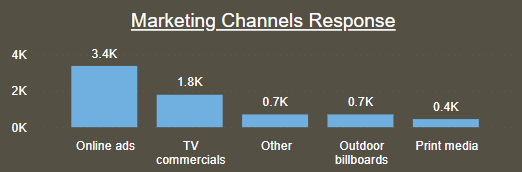 Marketing Channels Response
4K
2K
0K
3.4K
1.8K
0.7K
0.7K
0.4K
Online ads
TV
commercials
Other
Outdoor
billboards
Print media